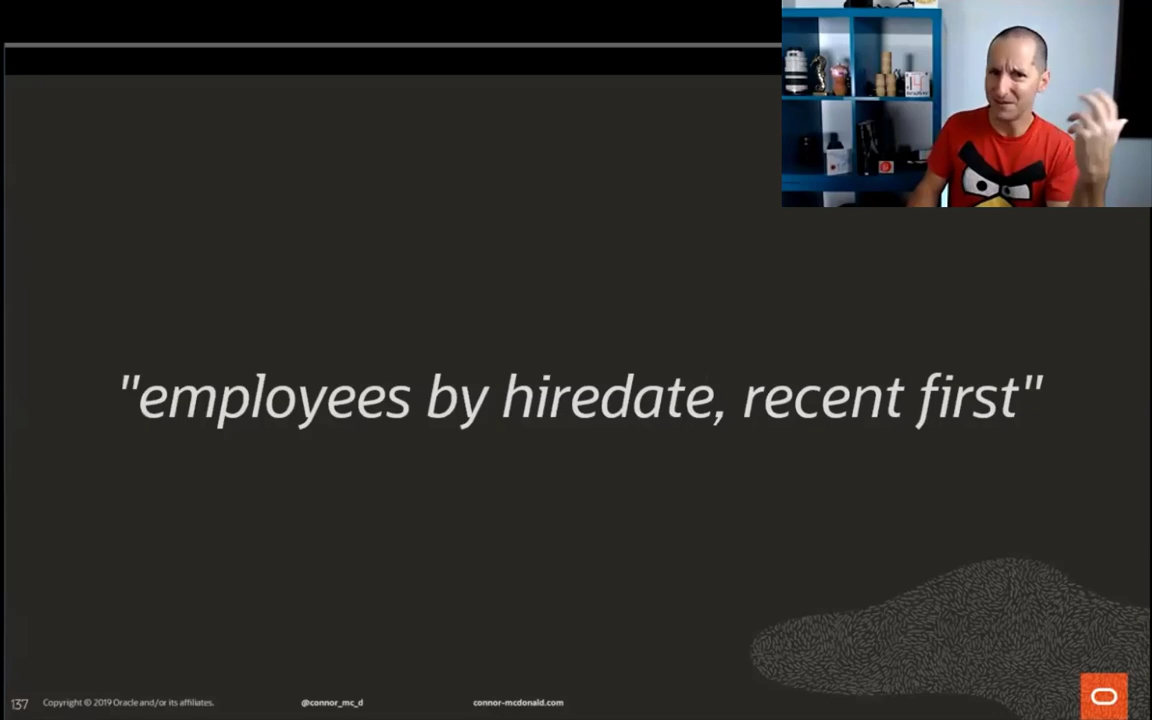 "employees by hiredate, recent first"
137 Copyright © 2019 Oracle and/or its affiliates. @connor_mc_d connor-mcdonald.com